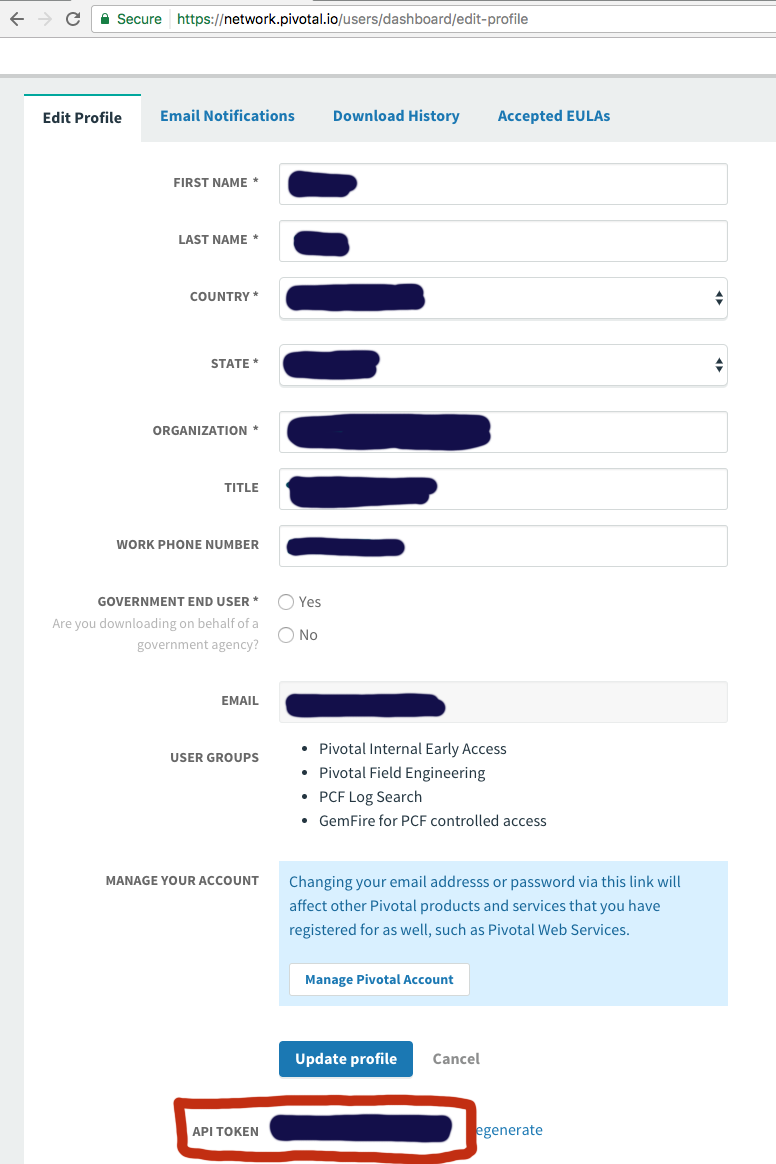 Secure https://network.pivotal.io/users/dashboard/edit-profile
Edit Profile Email Notifications Download History Accepted EULAs
FIRST NAME *
LAST NAME *
COUNTRY *
STATE *
ORGANIZATION *
TITLE
WORK PHONE NUMBER
GOVERNMENT END USER * Yes
Are you downloading on behalf of a
government agency?
No
EMAIL
USER GROUPS
• Pivotal Internal Early Access
• Pivotal Field Engineering
• PCF Log Search
• GemFire for PCF controlled access
MANAGE YOUR ACCOUNT
Changing your email addresss or password via this link will
affect other Pivotal products and services that you have
registered for as well, such as Pivotal Web Services.
Manage Pivotal Account
Update profile Cancel
API TOKEN egenerate